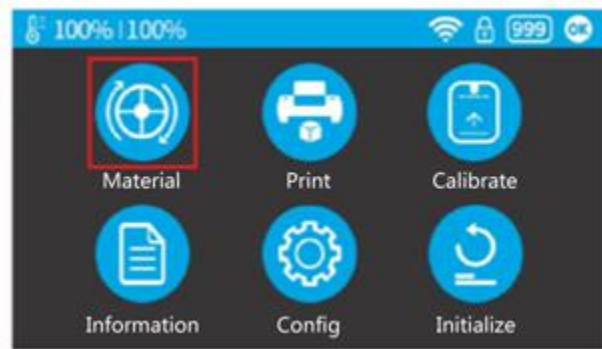 100% | 100% 999 OK
Material Print Calibrate
Information Config Initialize